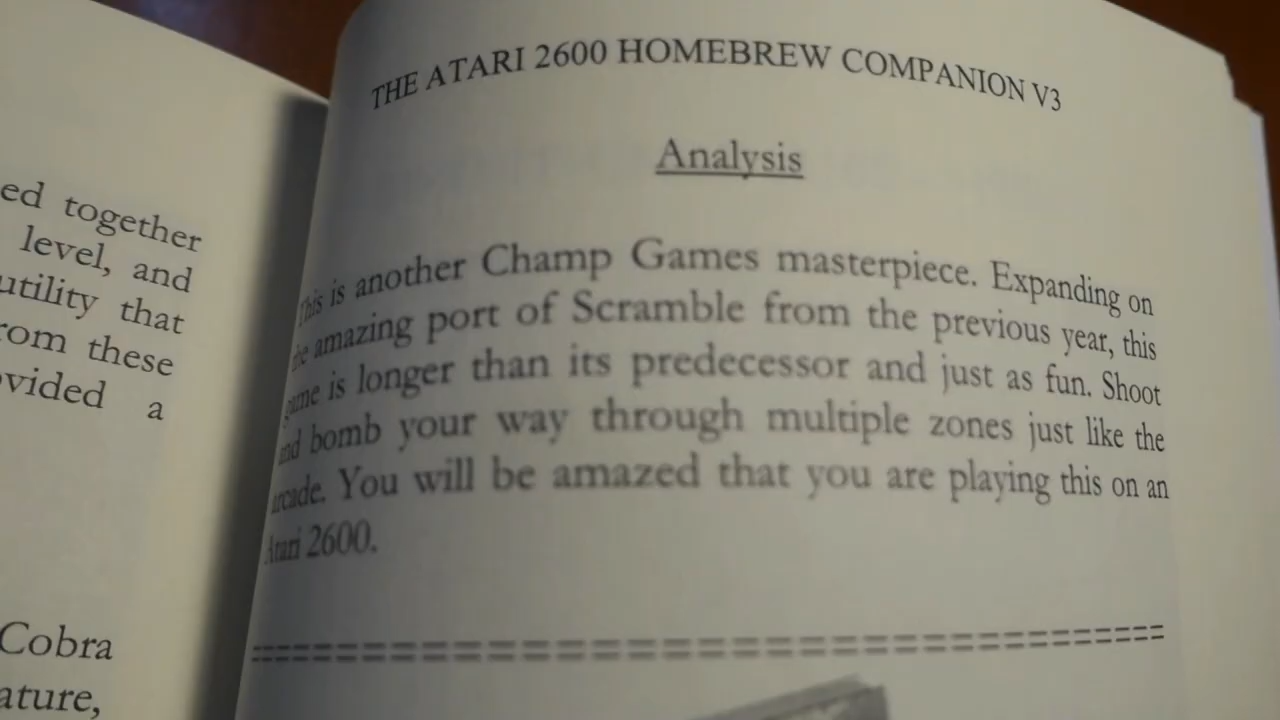 ed together
level, and
utility that
rom these
ovided a
Cobra
ature,
THE ATARI 2600 HOMEBREW COMPANION V3
Analysis
This is another Champ Games masterpiece. Expanding on
the amazing port of Scramble from the previous year, this
game is longer than its predecessor and just as fun. Shoot
and bomb your way through multiple zones just like the
arcade. You will be amazed that you are playing this on an
Atari 2600.